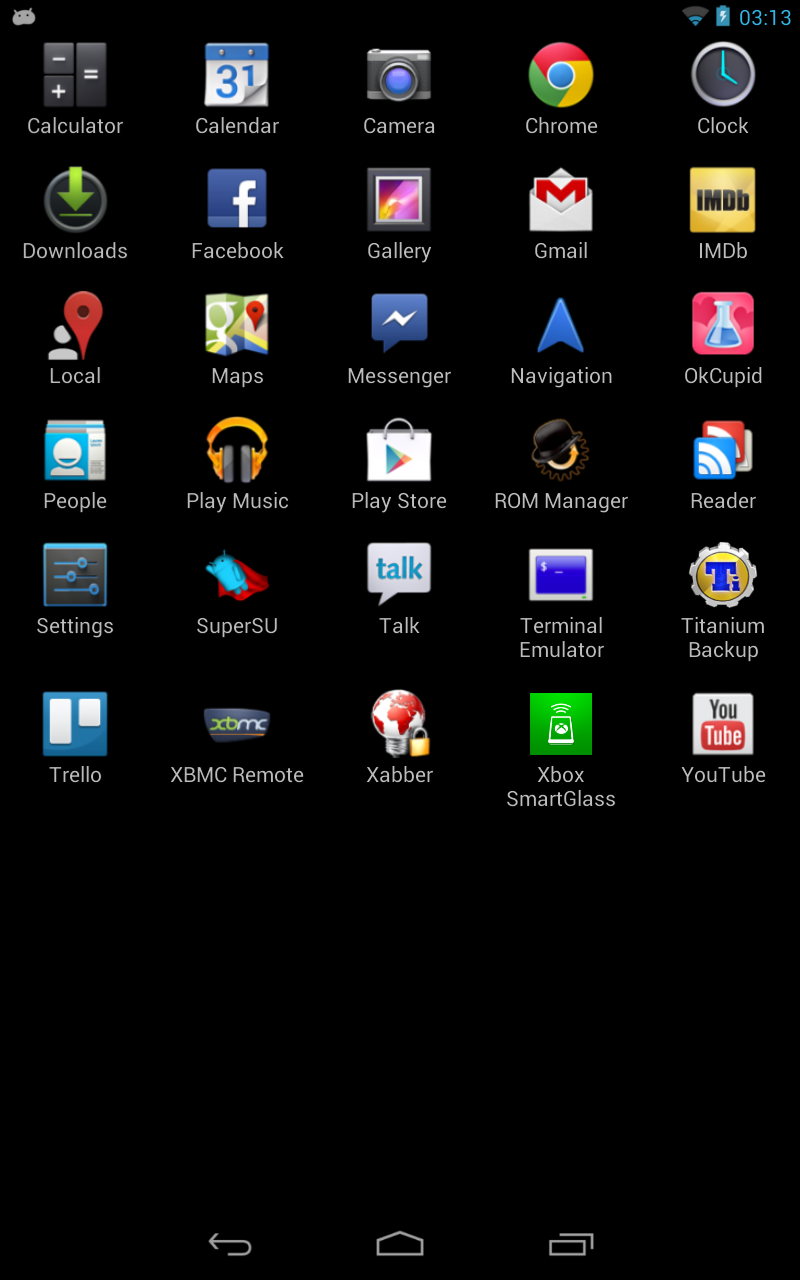 03:13
31
Calculator Calendar Camera Chrome Clock
IMDb
Downloads Facebook Gallery Gmail IMDb
Local Maps Messenger Navigation OkCupid
People Play Music Play Store ROM Manager Reader
talk $ _ Ti
Settings SuperSU Talk Terminal Emulator Titanium Backup
xbmc You Tube
Trello XBMC Remote Xabber Xbox SmartGlass YouTube